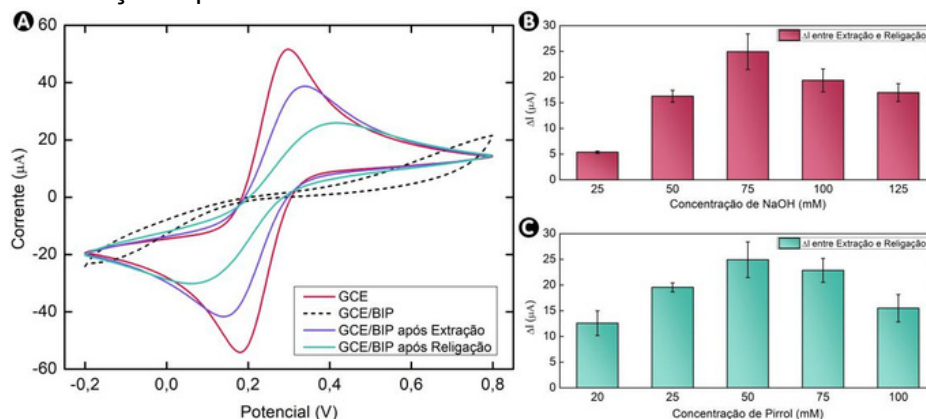 A
60
40
20
0
-20
-40
-60
Corrente (µA)
-0,2 0,0 0,2 0,4 0,6 0,8
Potencial (V)
GCE
GCE/BIP
GCE/BIP após Extração
GCE/BIP após Religação
B
ΔI entre Extração e Religação
30
25
20
15
10
5
0
ΔI (µA)
25 50 75 100 125
Concentração de NaOH (mM)
C
ΔI entre Extração e Religação
30
25
20
15
10
5
0
ΔI (µA)
20 25 50 75 100
Concentração de Pirrol (mM)